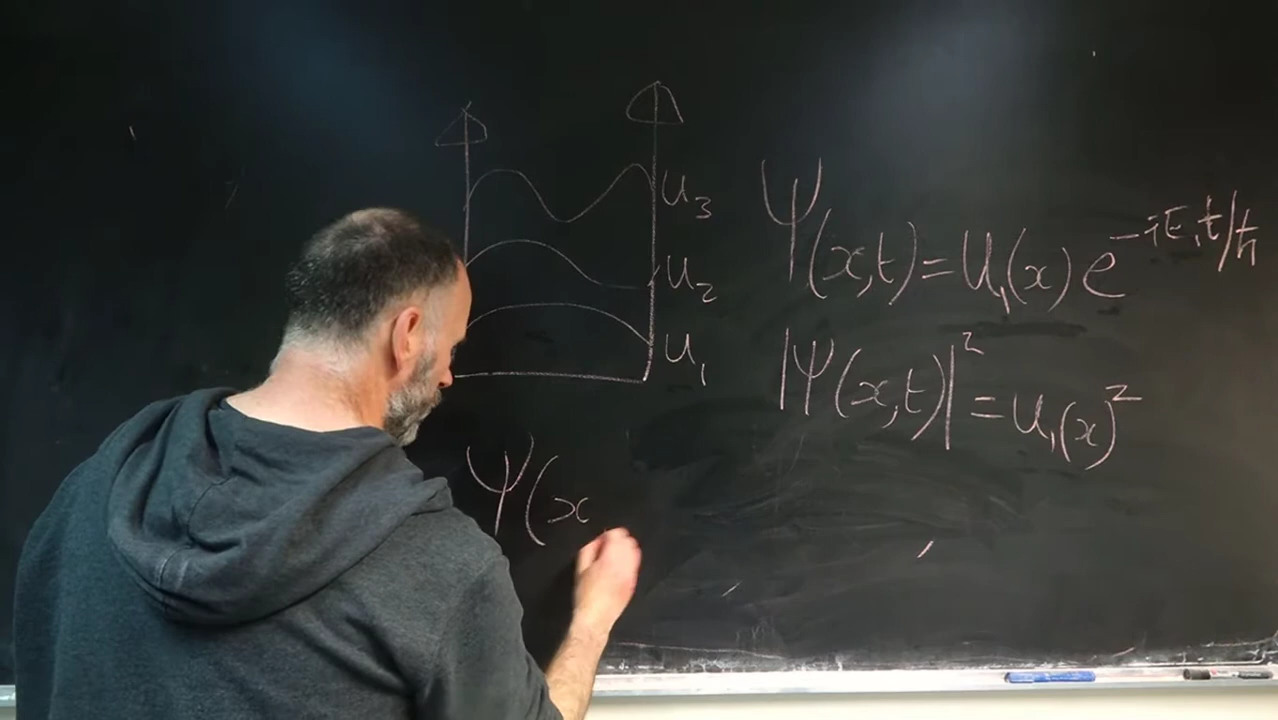 u₃
u₂
u₁
Ψ(x,t) = u₁(x) e^{-iE₁t/ħ}
|Ψ(x,t)|² = u₁(x)²
Ψ(x